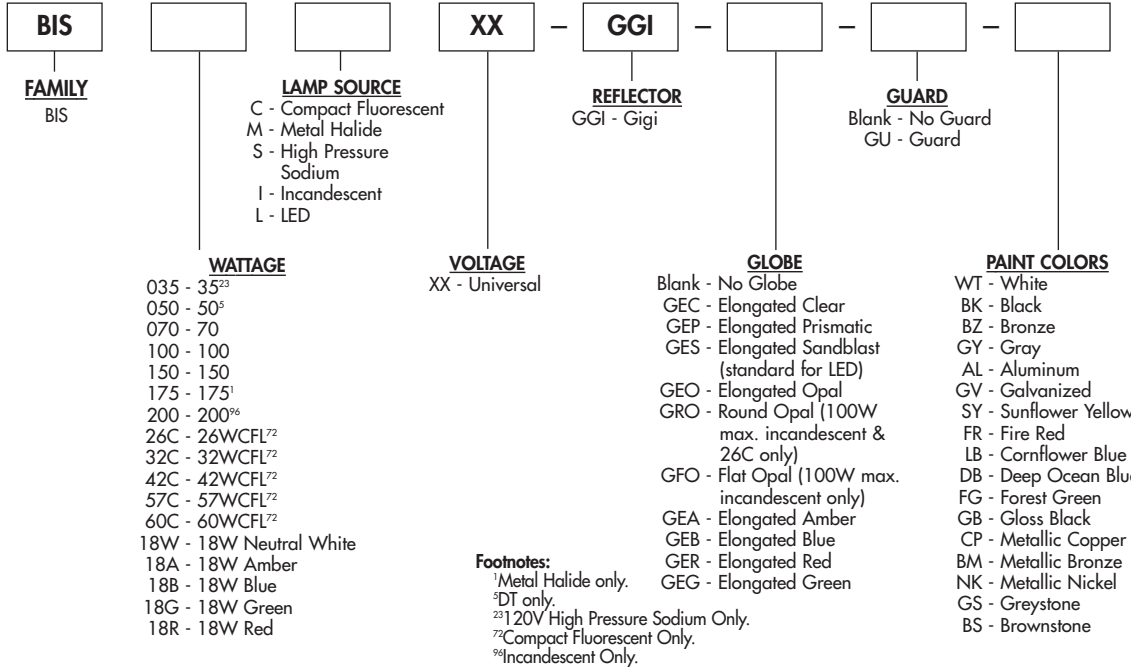 BIS XX – GGI – – –
FAMILY
BIS
LAMP SOURCE
C - Compact Fluorescent
M - Metal Halide
S - High Pressure
Sodium
I - Incandescent
L - LED
REFLECTOR
GGI - Gigi
GUARD
Blank - No Guard
GU - Guard
WATTAGE
035 - 35²³
050 - 50⁵
070 - 70
100 - 100
150 - 150
175 - 175¹
200 - 200⁹⁶
26C - 26WCFL⁷²
32C - 32WCFL⁷²
42C - 42WCFL⁷²
57C - 57WCFL⁷²
60C - 60WCFL⁷²
18W - 18W Neutral White
18A - 18W Amber
18B - 18W Blue
18G - 18W Green
18R - 18W Red
VOLTAGE
XX - Universal
GLOBE
Blank - No Globe
GEC - Elongated Clear
GEP - Elongated Prismatic
GES - Elongated Sandblast
(standard for LED)
GEO - Elongated Opal
GRO - Round Opal (100W
max. incandescent &
26C only)
GFO - Flat Opal (100W max.
incandescent only)
GEA - Elongated Amber
GEB - Elongated Blue
GER - Elongated Red
GEG - Elongated Green
PAINT COLORS
WT - White
BK - Black
BZ - Bronze
GY - Gray
AL - Aluminum
GV - Galvanized
SY - Sunflower Yellow
FR - Fire Red
LB - Cornflower Blue
DB - Deep Ocean Blue
FG - Forest Green
GB - Gloss Black
CP - Metallic Copper
BM - Metallic Bronze
NK - Metallic Nickel
GS - Greystone
BS - Brownstone
Footnotes:
¹Metal Halide only.
⁵DT only.
²³120V High Pressure Sodium Only.
⁷²Compact Fluorescent Only.
⁹⁶Incandescent Only.